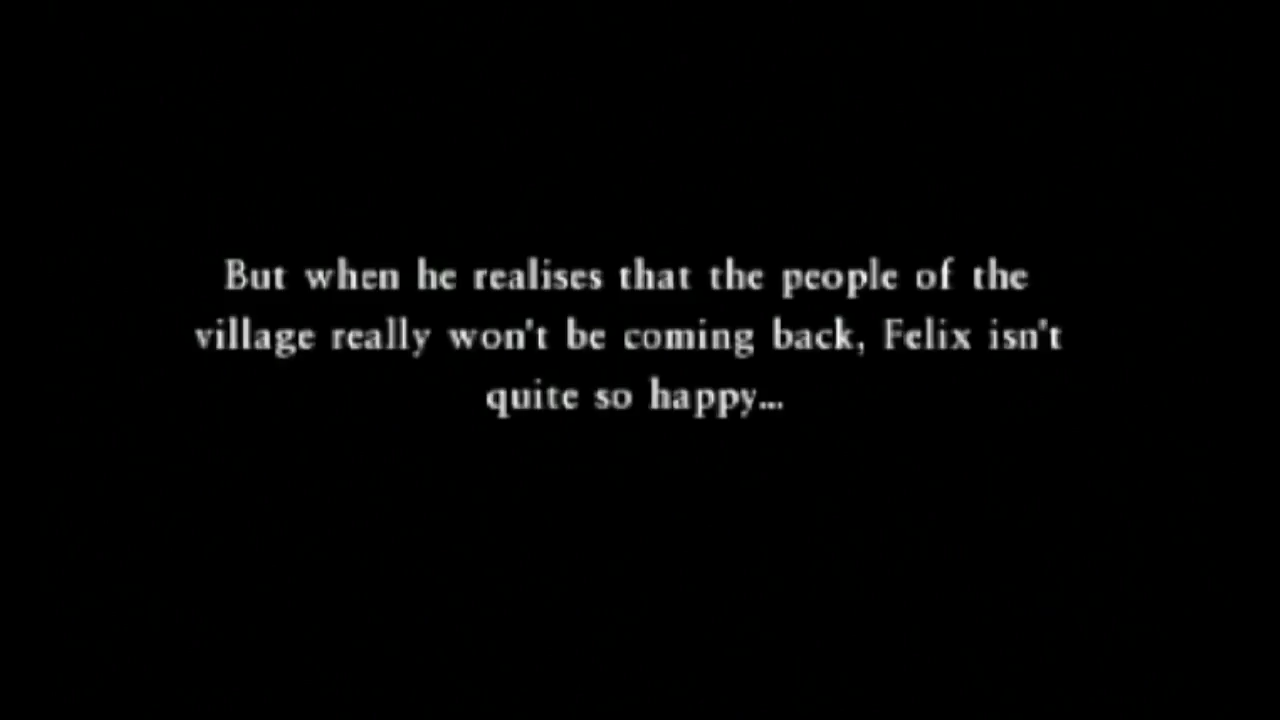 But when he realises that the people of the
village really won't be coming back, Felix isn't
quite so happy...